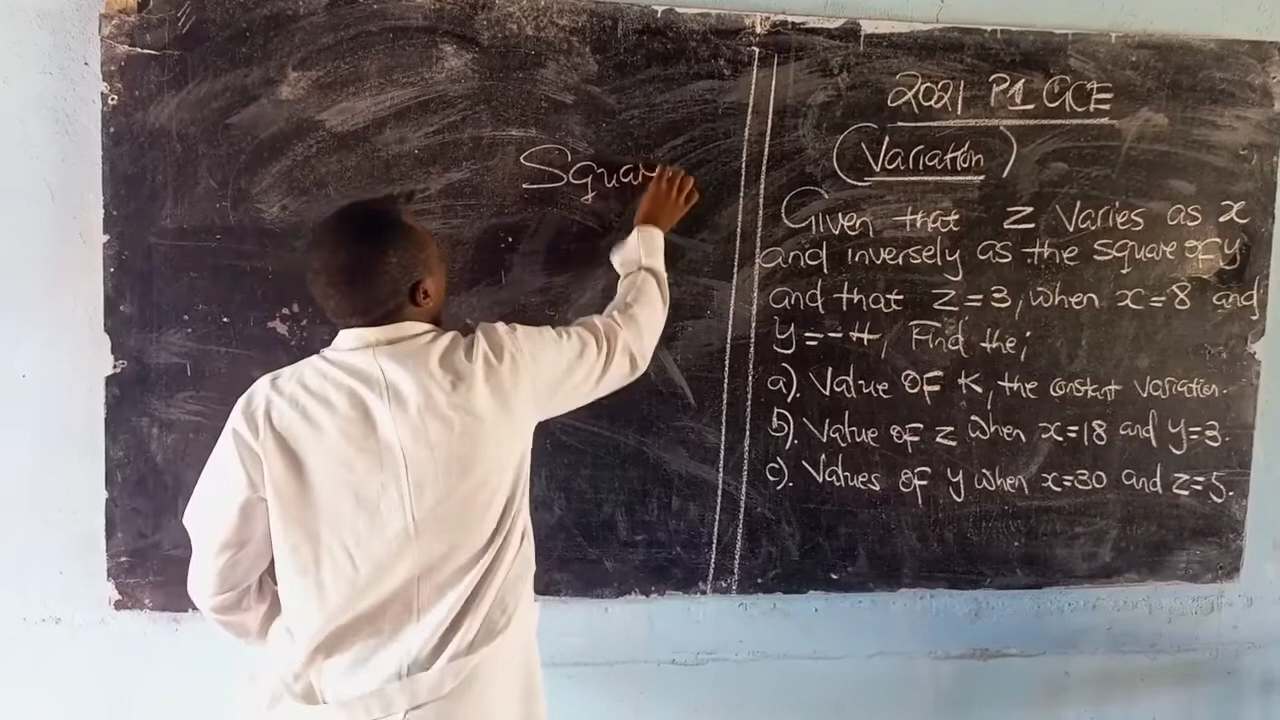 Squar
2021 P1 GCE
(Variation)
Given that Z varies as x
and inversely as the square of y
and that Z=3, when x=8 and
y=-4, Find the;
a). Value of K, the constant variation.
b). Value of z when x=18 and y=3.
c). Values of y when x=30 and z=5.